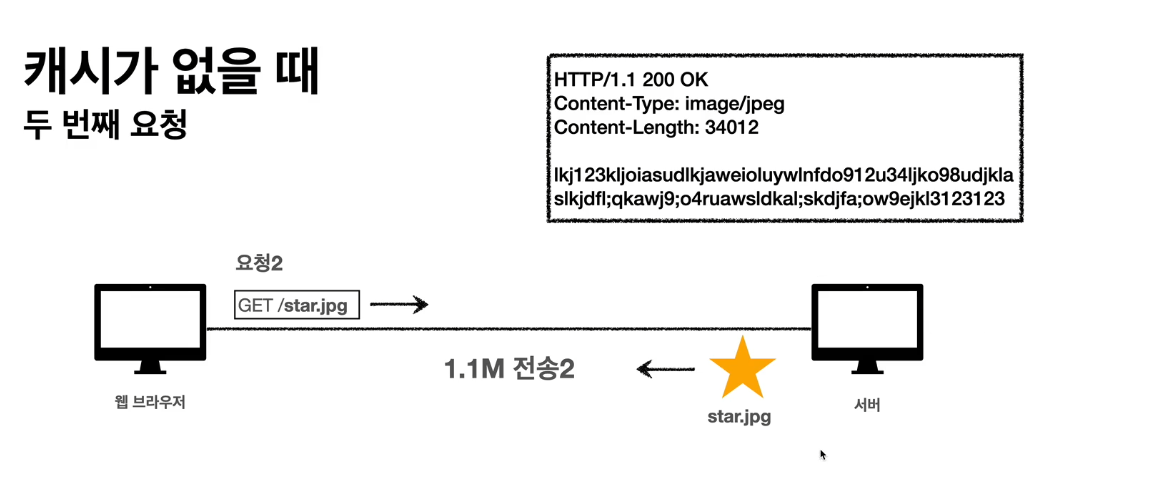 캐시가 없을 때
두 번째 요청
HTTP/1.1 200 OK
Content-Type: image/jpeg
Content-Length: 34012
lkj123kljoiasudlkjaweioluywlnfdo912u34ljko98udjkla
slkjdfl;qkawj9;o4ruawsldkal;skdjfa;ow9ejkl3123123
요청2
GET /star.jpg
1.1M 전송2
star.jpg
웹 브라우저
서버